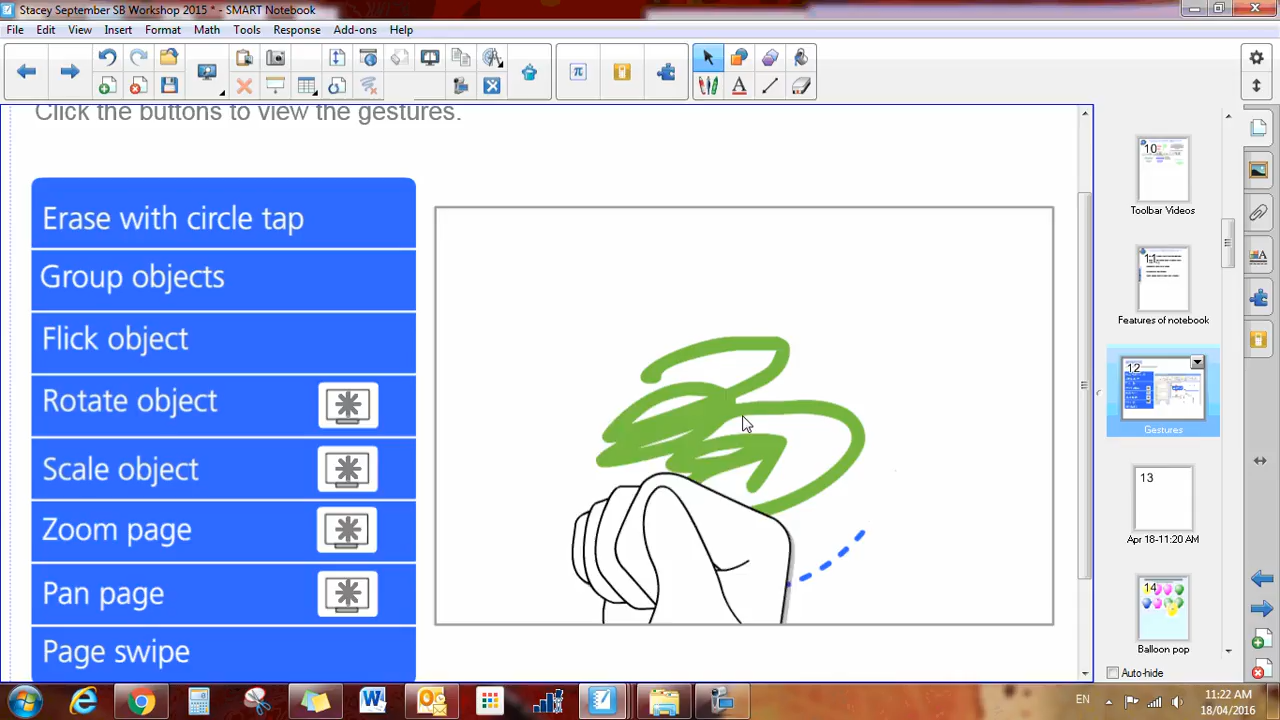 Stacey September SB Workshop 2015 * - SMART Notebook
File Edit View Insert Format Math Tools Response Add-ons Help
Click the buttons to view the gestures.
Erase with circle tap
Group objects
Flick object
Rotate object
Scale object
Zoom page
Pan page
Page swipe
10
Toolbar Videos
Features of notebook
12
Gestures
13
Apr 18-11:20 AM
14
Balloon pop
Auto-hide
EN
11:22 AM
18/04/2016